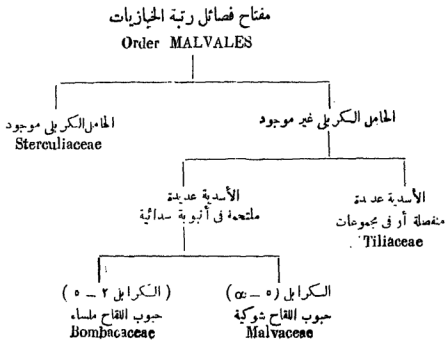 مفتاح فصائل رتبة الخبازيات
Order MALVALES
الحامل الكربلى غير موجود
الحامل الكربلى موجود
Sterculiaceae
الأسدية عديدة
منفصلة أو فى مجموعات
Tiliaceae
الأسدية عديدة
ملتحمة فى أنبوبة سدائية
الكرابل (٥ – ∞)
حبوب اللقاح شوكية
Malvaceae
الكرابل (٢ – ٥)
حبوب اللقاح ملساء
Bombacaceae